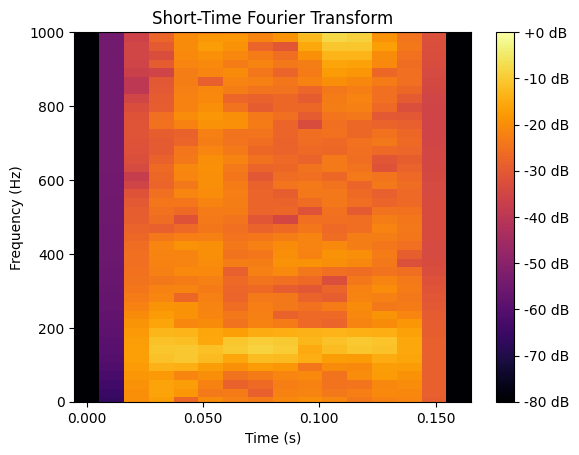 Short-Time Fourier Transform
1000
800
600
400
200
0
Frequency (Hz)
0.000
0.050
0.100
0.150
Time (s)
+0 dB
-10 dB
-20 dB
-30 dB
-40 dB
-50 dB
-60 dB
-70 dB
-80 dB